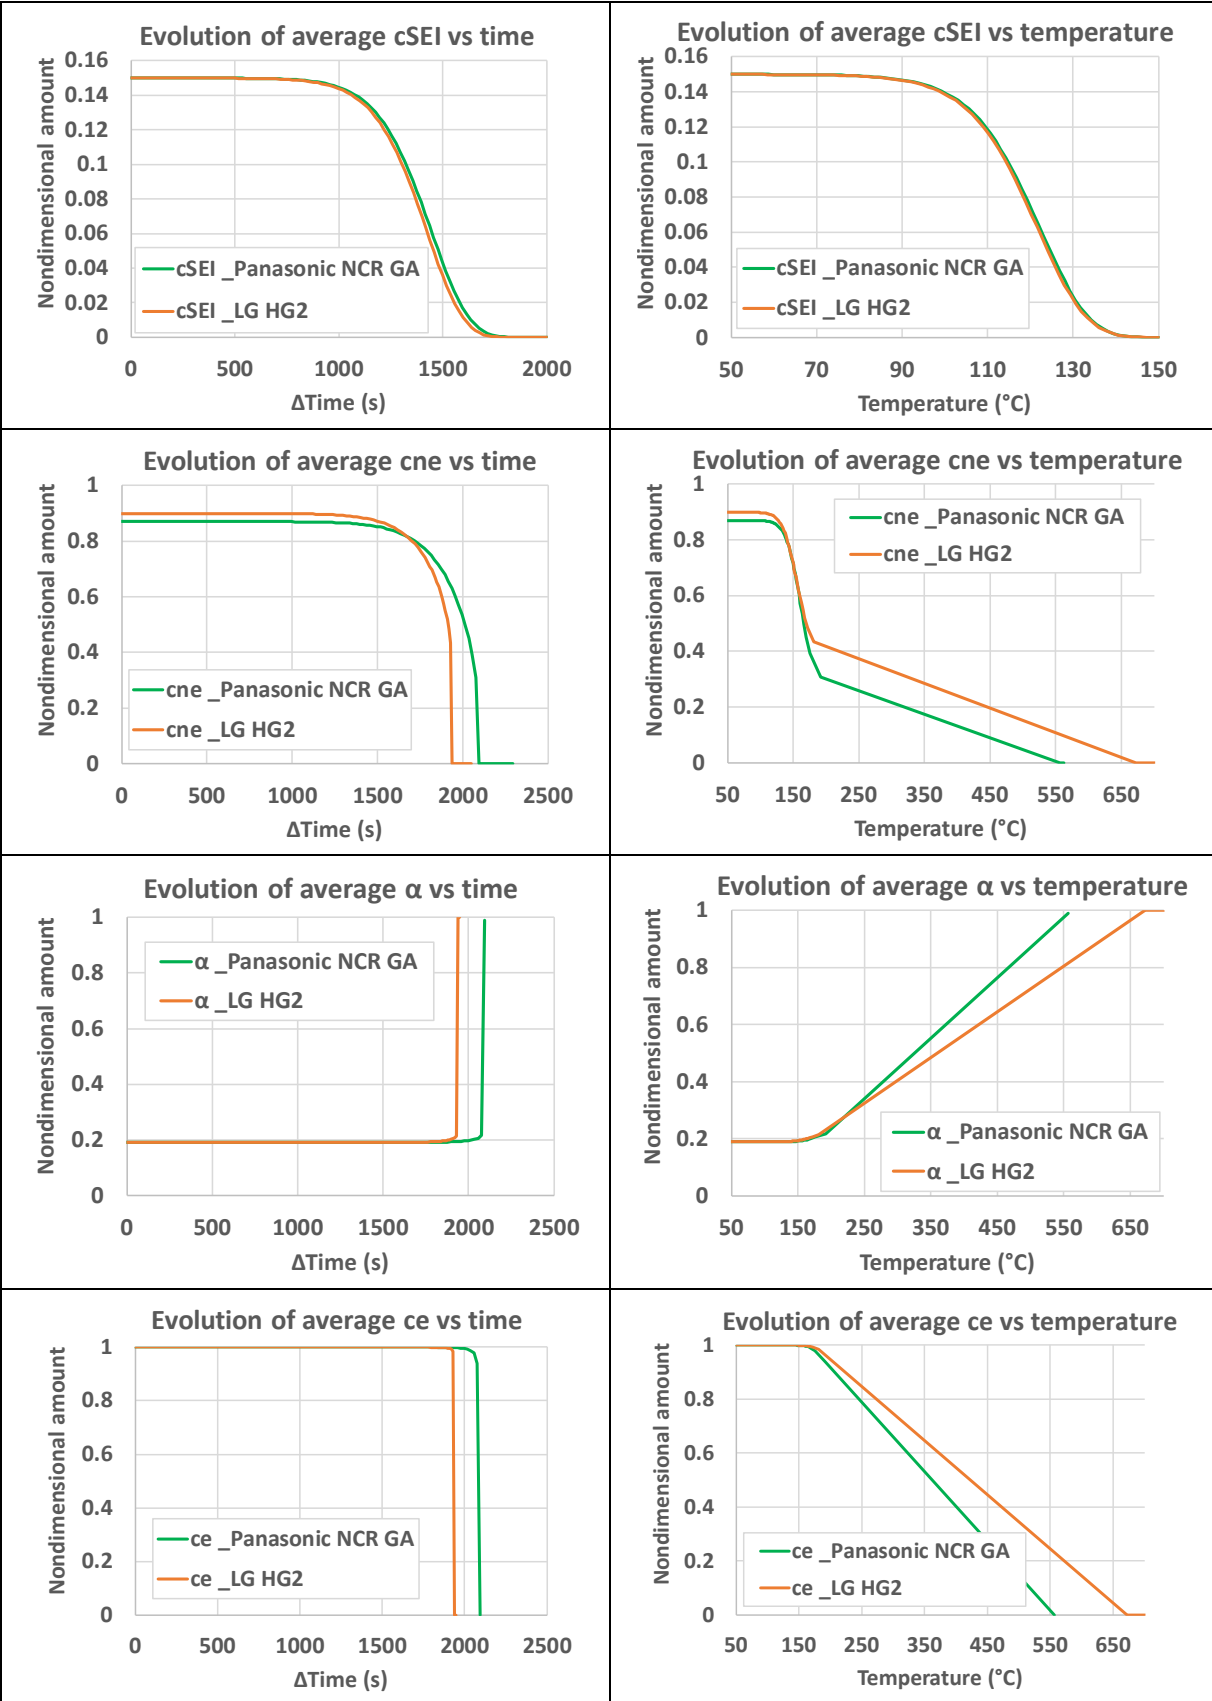 Evolution of average cSEI vs time
Nondimensional amount
0.16
0.14
0.12
0.1
0.08
0.06
0.04
0.02
0
cSEI _Panasonic NCR GA
cSEI _LG HG2
0 500 1000 1500 2000
ΔTime (s)
Evolution of average cSEI vs temperature
Nondimensional amount
0.16
0.14
0.12
0.1
0.08
0.06
0.04
0.02
0
cSEI _Panasonic NCR GA
cSEI _LG HG2
50 70 90 110 130 150
Temperature (°C)
Evolution of average cne vs time
Nondimensional amount
1
0.8
0.6
0.4
0.2
0
cne _Panasonic NCR GA
cne _LG HG2
0 500 1000 1500 2000 2500
ΔTime (s)
Evolution of average cne vs temperature
Nondimensional amount
1
0.8
0.6
0.4
0.2
0
cne _Panasonic NCR GA
cne _LG HG2
50 150 250 350 450 550 650
Temperature (°C)
Evolution of average α vs time
Nondimensional amount
1
0.8
0.6
0.4
0.2
0
α _Panasonic NCR GA
α _LG HG2
0 500 1000 1500 2000 2500
ΔTime (s)
Evolution of average α vs temperature
Nondimensional amount
1
0.8
0.6
0.4
0.2
0
α _Panasonic NCR GA
α _LG HG2
50 150 250 350 450 550 650
Temperature (°C)
Evolution of average ce vs time
Nondimensional amount
1
0.8
0.6
0.4
0.2
0
ce _Panasonic NCR GA
ce _LG HG2
0 500 1000 1500 2000 2500
ΔTime (s)
Evolution of average ce vs temperature
Nondimensional amount
1
0.8
0.6
0.4
0.2
0
ce _Panasonic NCR GA
ce _LG HG2
50 150 250 350 450 550 650
Temperature (°C)